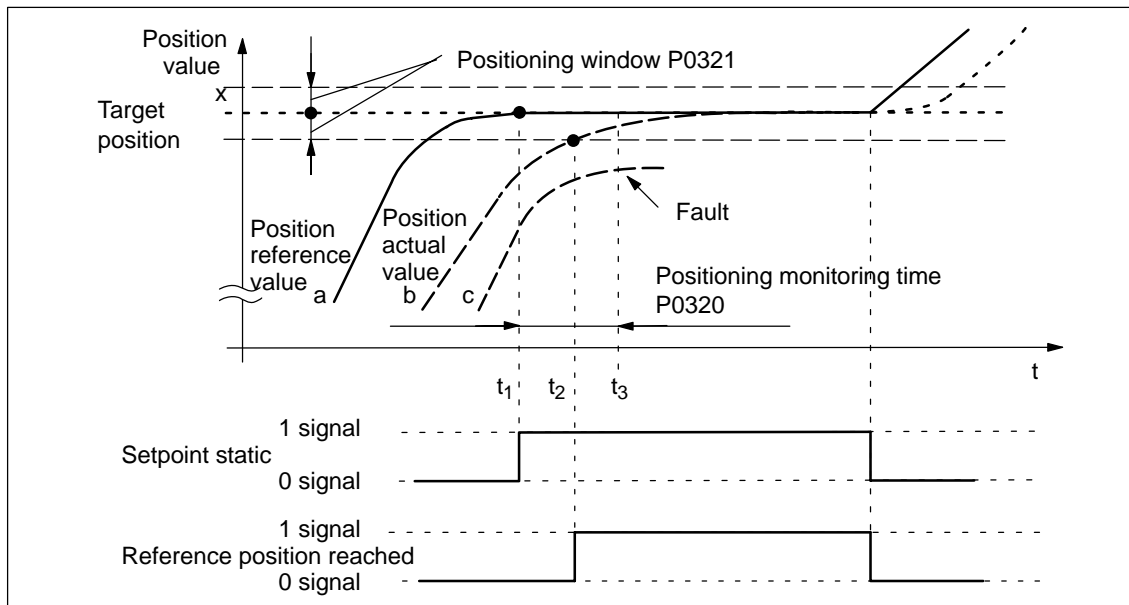 Position
value
x
Positioning window P0321
Target
position
Position
reference
value
Position
actual
value
Fault
a
b
c
Positioning monitoring time
P0320
t
t1
t2
t3
1 signal
Setpoint static
0 signal
1 signal
Reference position reached
0 signal